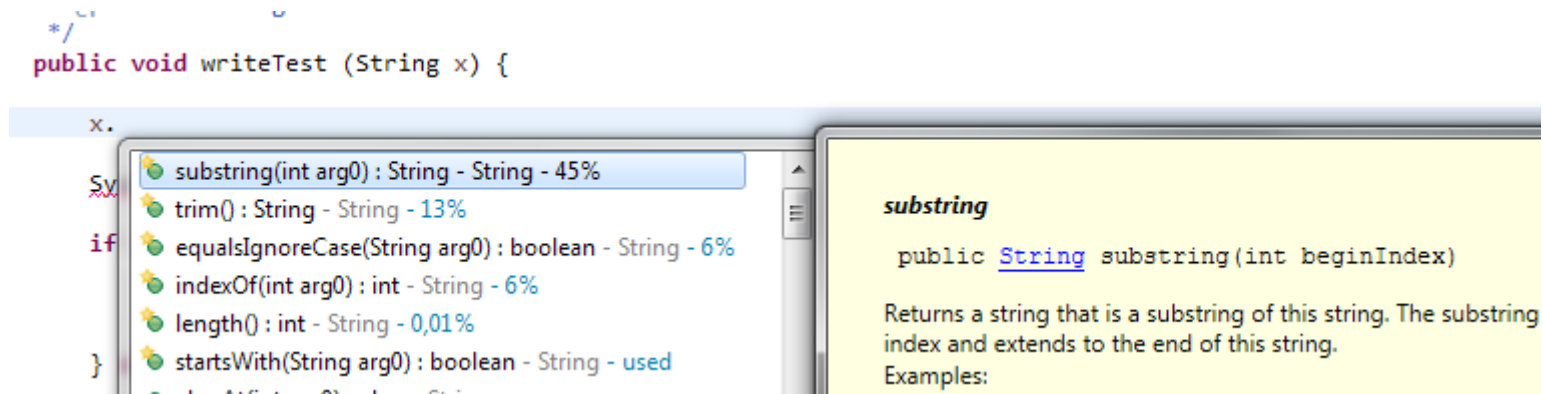 */
public void writeTest (String x) {
x.
Sy
if
}
substring(int arg0) : String - String - 45%
trim() : String - String - 13%
equalsIgnoreCase(String arg0) : boolean - String - 6%
indexOf(int arg0) : int - String - 6%
length() : int - String - 0,01%
startsWith(String arg0) : boolean - String - used
substring
public String substring(int beginIndex)
Returns a string that is a substring of this string. The substring
index and extends to the end of this string.
Examples: